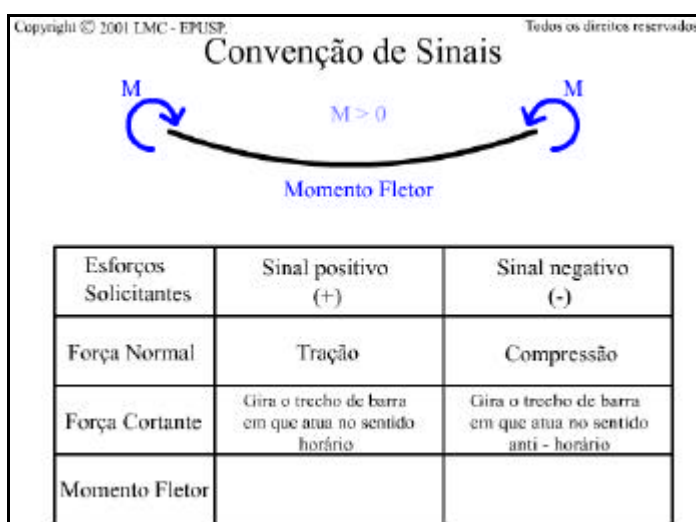 Copyright © 2001 LMC - EPUSP.
Todos os direitos reservados
Convenção de Sinais
M
M
M > 0
Momento Fletor
Esforços
Solicitantes
Sinal positivo
(+)
Sinal negativo
(-)
Força Normal
Tração
Compressão
Força Cortante
Gira o trecho de barra
em que atua no sentido
horário
Gira o trecho de barra
em que atua no sentido
anti - horário
Momento Fletor